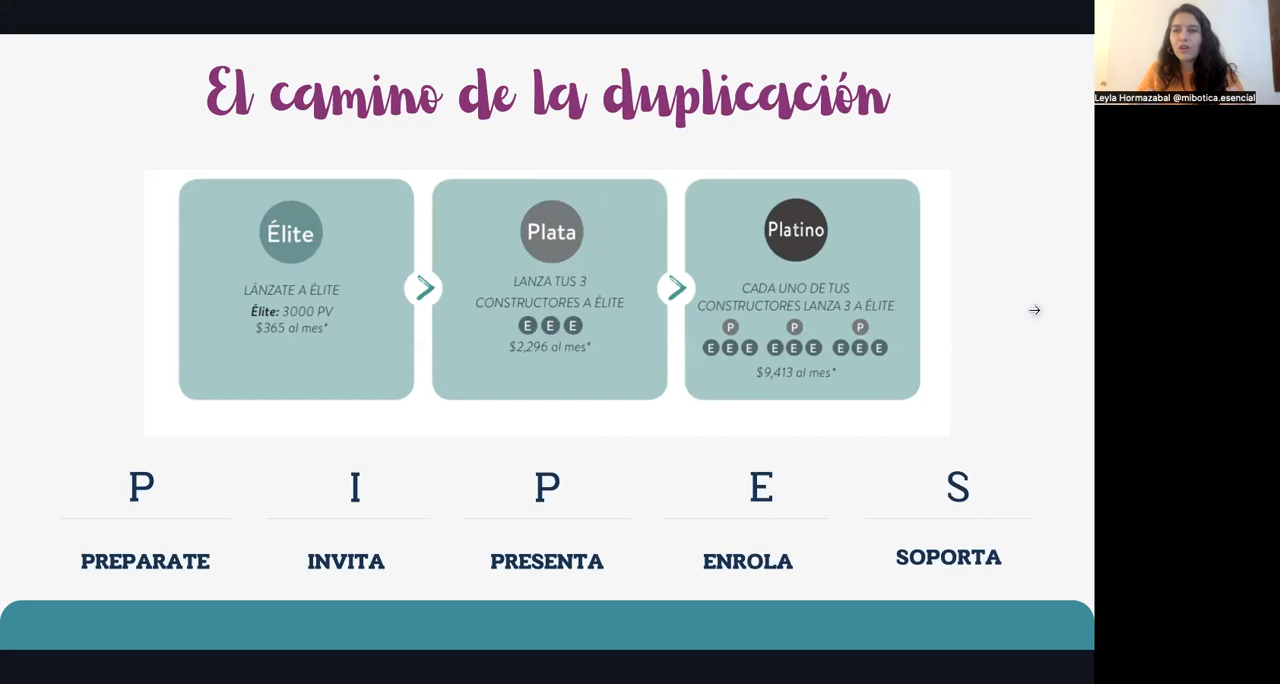 El camino de la duplicación
Leyla Hormazabal @mibotica.esencial
Élite
LÁNZATE A ÉLITE
Élite: 3000 PV
$365 al mes*
Plata
LANZA TUS 3
CONSTRUCTORES A ÉLITE
E E E
$2,296 al mes*
Platino
CADA UNO DE TUS
CONSTRUCTORES LANZA 3 A ÉLITE
P P P
E E E E E E E E E
$9,413 al mes*
P I P E S
PREPARATE INVITA PRESENTA ENROLA SOPORTA